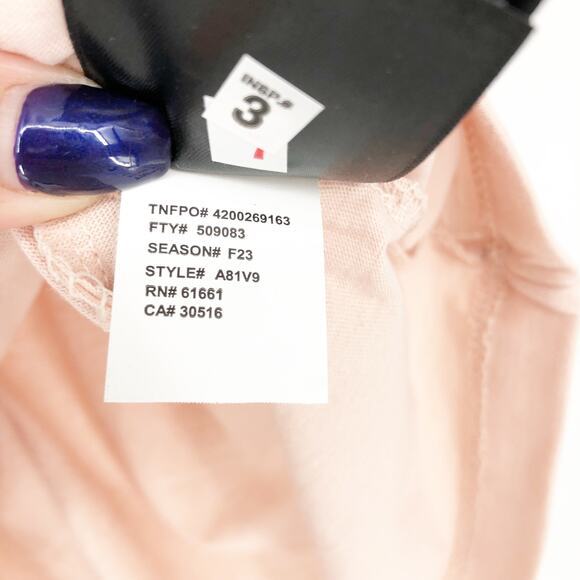 INSP.#
3
TNFPO# 4200269163
FTY# 509083
SEASON# F23
STYLE# A81V9
RN# 61661
CA# 30516